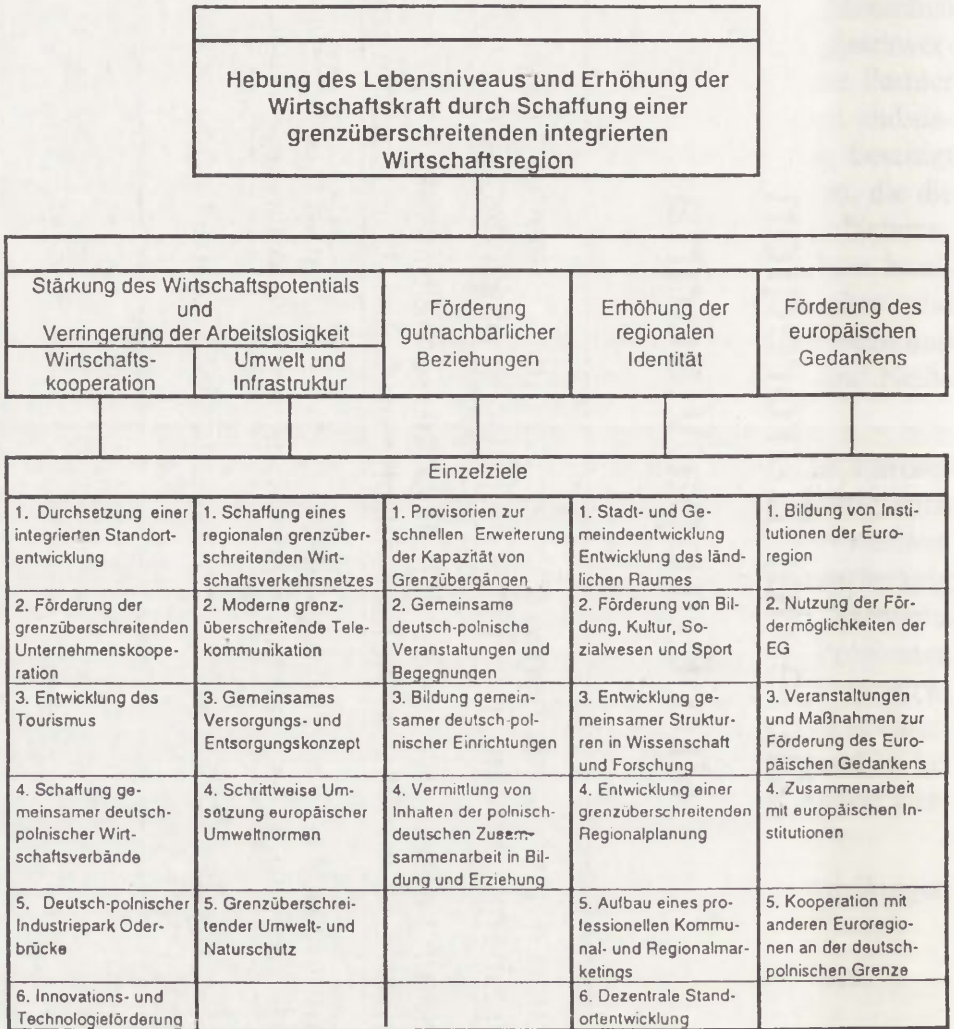 Hebung des Lebensniveaus und Erhöhung der
Wirtschaftskraft durch Schaffung einer
grenzüberschreitenden integrierten
Wirtschaftsregion
Stärkung des Wirtschaftspotentials
und
Verringerung der Arbeitslosigkeit
Wirtschafts-
kooperation
Umwelt und
Infrastruktur
Förderung
gutnachbarlicher
Beziehungen
Erhöhung der
regionalen
Identität
Förderung des
europäischen
Gedankens
Einzelziele
1. Durchsetzung einer
integrierten Standort-
entwicklung
1. Schaffung eines
regionalen grenzüber-
schreitenden Wirt-
schaftsverkehrsnetzes
1. Provisorien zur
schnellen Erweiterung
der Kapazität von
Grenzübergängen
1. Stadt- und Ge-
meindeentwicklung
Entwicklung des länd-
lichen Raumes
1. Bildung von Insti-
tutionen der Euro-
region
2. Förderung der
grenzüberschreitenden
Unternehmenskoope-
ration
2. Moderne grenz-
überschreitende Tele-
kommunikation
2. Gemeinsame
deutsch-polnische
Veranstaltungen und
Begegnungen
2. Förderung von Bil-
dung, Kultur, So-
zialwesen und Sport
2. Nutzung der För-
dermöglichkeiten der
EG
3. Entwicklung des
Tourismus
3. Gemeinsames
Versorgungs- und
Entsorgungskonzept
3. Bildung gemein-
samer deutsch-pol-
nischer Einrichtungen
3. Entwicklung ge-
meinsamer Struktur-
ren in Wissenschaft
und Forschung
3. Veranstaltungen
und Maßnahmen zur
Förderung des Euro-
päischen Gedankens
4. Schaffung ge-
meinsamer deutsch-
polnischer Wirt-
schaftsverbände
4. Schrittweise Um-
setzung europäischer
Umweltnormen
4. Vermittlung von
Inhalten der polnisch-
deutschen Zusam-
sammenarbeit in Bil-
dung und Erziehung
4. Entwicklung einer
grenzüberschreitenden
Regionalplanung
4. Zusammenarbeit
mit europäischen In-
stitutionen
5. Deutsch-polnischer
Industriepark Oder-
brücke
5. Grenzüberschrei-
tender Umwelt- und
Naturschutz
5. Aufbau eines pro-
fessionellen Kommu-
nal- und Regionalmar-
ketings
5. Kooperation mit
anderen Euroregio-
nen an der deutsch-
polnischen Grenze
6. Innovations- und
Technologieförderung
6. Dezentrale Stand-
ortentwicklung